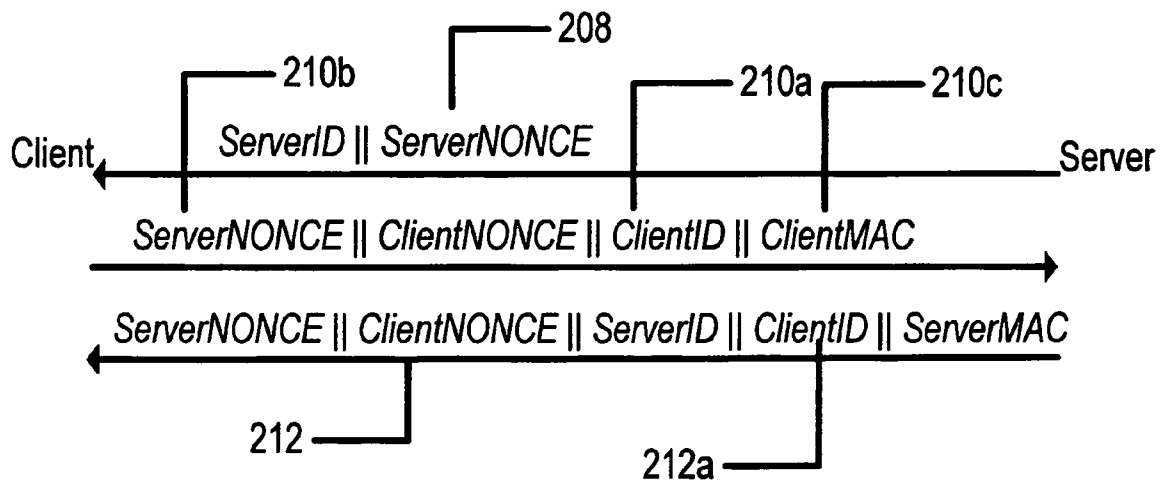 208
210b
210a
210c
ServerID || ServerNONCE
Client
Server
ServerNONCE || ClientNONCE || ClientID || ClientMAC
ServerNONCE || ClientNONCE || ServerID || ClientID || ServerMAC
212
212a